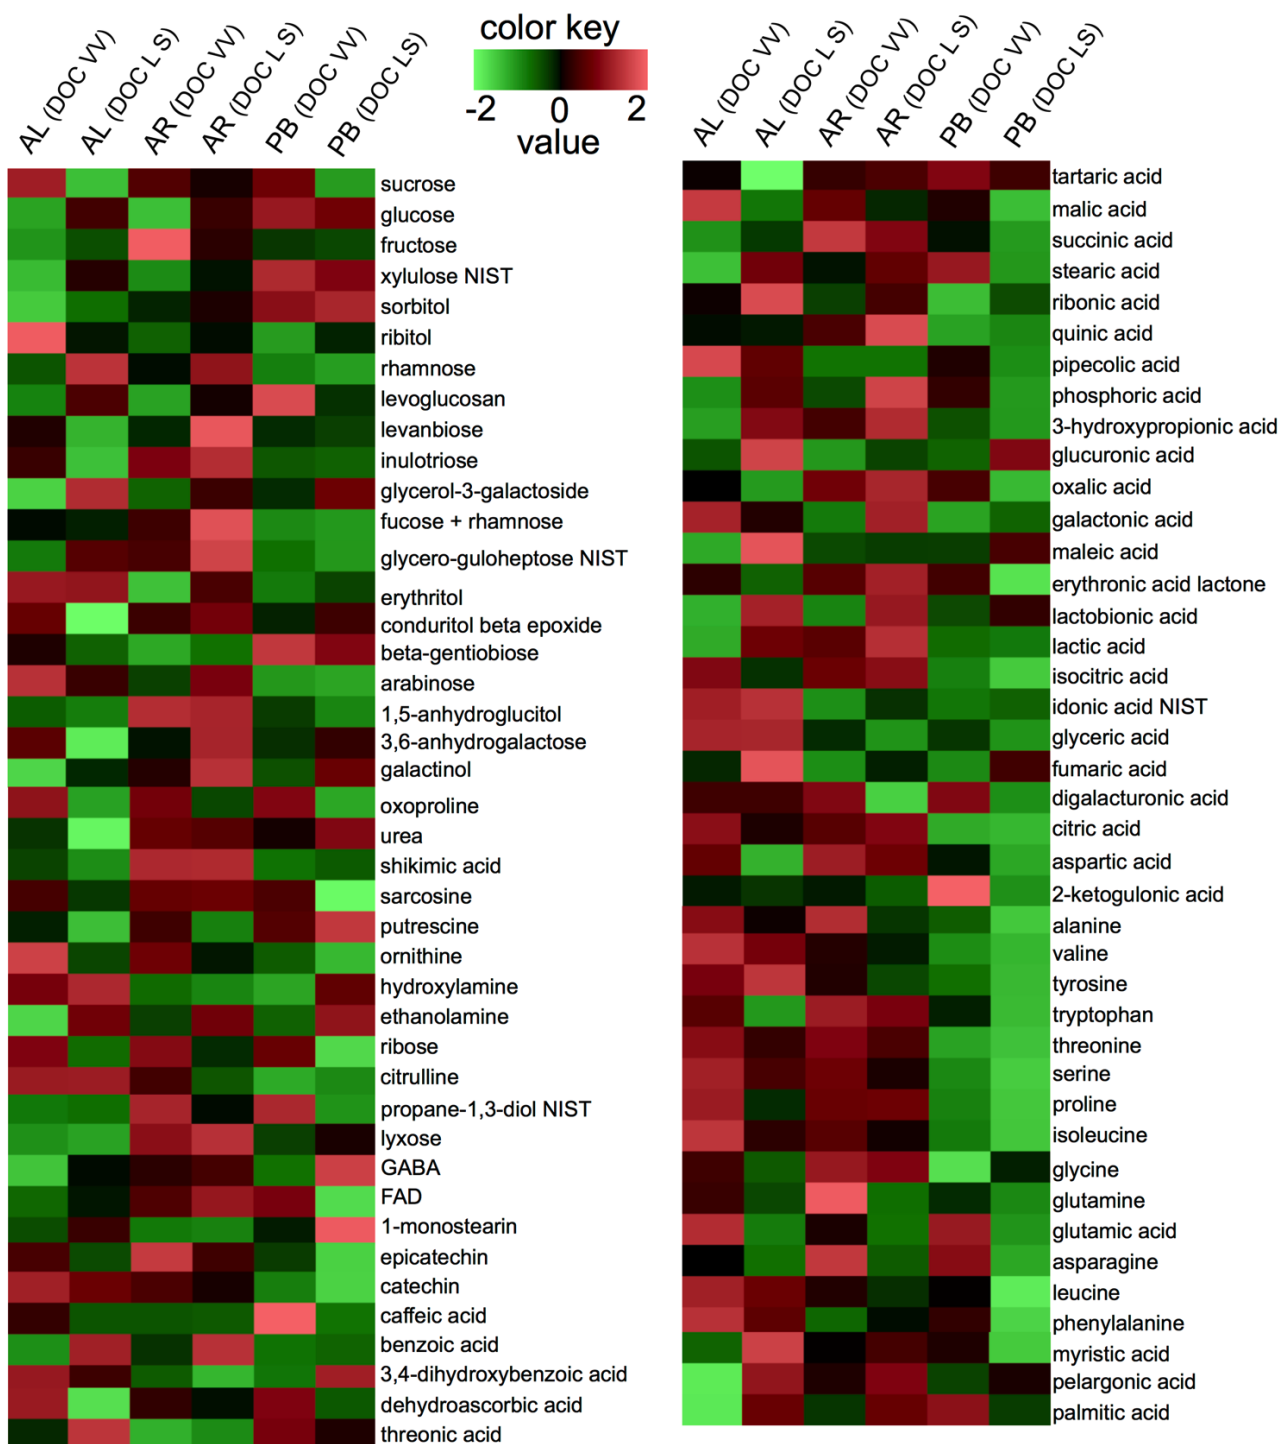 color key
-2 0 2
value
AL (DOC VV)
AL (DOC LS)
AR (DOC VV)
AR (DOC LS)
PB (DOC VV)
PB (DOC LS)
sucrose
glucose
fructose
xylulose NIST
sorbitol
ribitol
rhamnose
levoglucosan
levanbiose
inulotriose
glycerol-3-galactoside
fucose + rhamnose
glycero-guloheptose NIST
erythritol
conduritol beta epoxide
beta-gentiobiose
arabinose
1,5-anhydroglucitol
3,6-anhydrogalactose
galactinol
oxoproline
urea
shikimic acid
sarcosine
putrescine
ornithine
hydroxylamine
ethanolamine
ribose
citrulline
propane-1,3-diol NIST
lyxose
GABA
FAD
1-monostearin
epicatechin
catechin
caffeic acid
benzoic acid
3,4-dihydroxybenzoic acid
dehydroascorbic acid
threonic acid
AL (DOC VV)
AL (DOC LS)
AR (DOC VV)
AR (DOC LS)
PB (DOC VV)
PB (DOC LS)
tartaric acid
malic acid
succinic acid
stearic acid
ribonic acid
quinic acid
pipecolic acid
phosphoric acid
3-hydroxypropionic acid
glucuronic acid
oxalic acid
galactonic acid
maleic acid
erythronic acid lactone
lactobionic acid
lactic acid
isocitric acid
idonic acid NIST
glyceric acid
fumaric acid
digalacturonic acid
citric acid
aspartic acid
2-ketogulonic acid
alanine
valine
tyrosine
tryptophan
threonine
serine
proline
isoleucine
glycine
glutamine
glutamic acid
asparagine
leucine
phenylalanine
myristic acid
pelargonic acid
palmitic acid